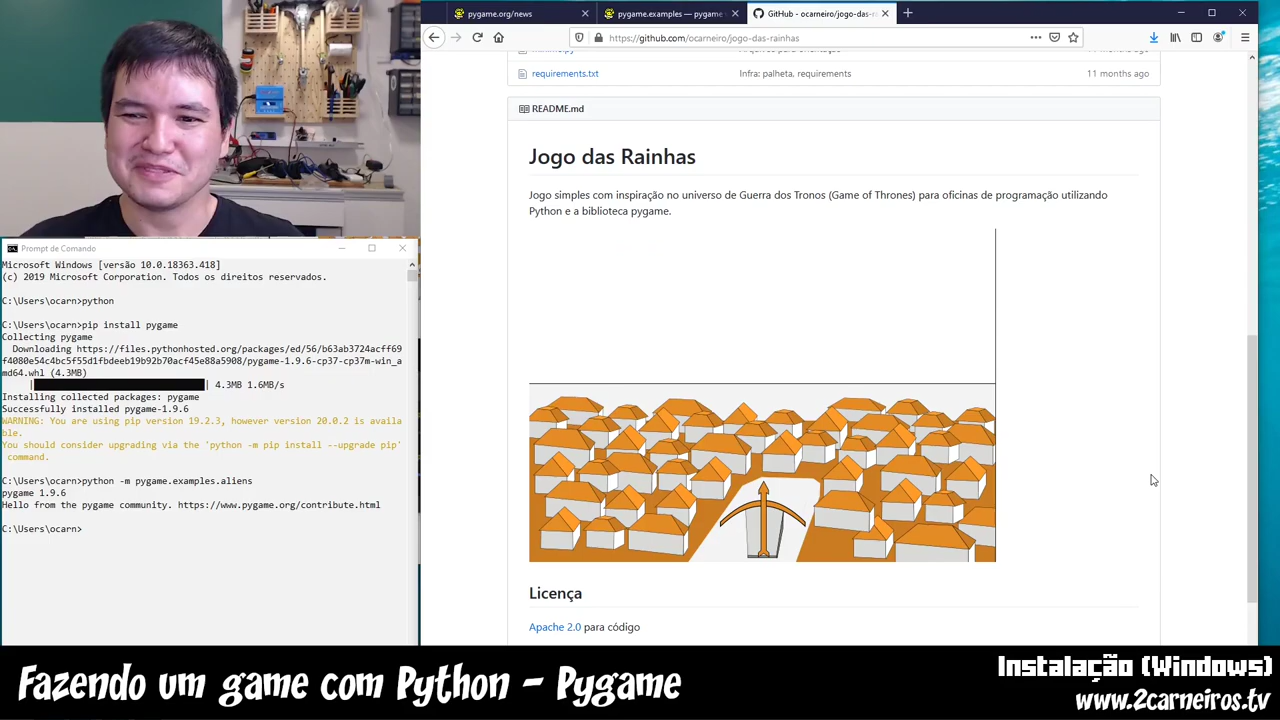 pygame.org/news
pygame.examples — pygame
GitHub - ocarneiro/jogo-das-ra
https://github.com/ocarneiro/jogo-das-rainhas
requirements.txt
Infra: palheta, requirements
11 months ago
README.md
Jogo das Rainhas
Jogo simples com inspiração no universo de Guerra dos Tronos (Game of Thrones) para oficinas de programação utilizando
Python e a biblioteca pygame.
Licença
Apache 2.0 para código
Prompt de Comando
Microsoft Windows [versão 10.0.18363.418]
(c) 2019 Microsoft Corporation. Todos os direitos reservados.
C:\Users\ocarn>python
C:\Users\ocarn>pip install pygame
Collecting pygame
Downloading https://files.pythonhosted.org/packages/ed/56/b63ab3724acff69
f4080e54c4bc5f55d1fbdeeb19b92b70acf45e88a5908/pygame-1.9.6-cp37-cp37m-win_a
md64.whl (4.3MB)
| | 4.3MB 1.6MB/s
Installing collected packages: pygame
Successfully installed pygame-1.9.6
WARNING: You are using pip version 19.2.3, however version 20.0.2 is availa
ble.
You should consider upgrading via the 'python -m pip install --upgrade pip'
command.
C:\Users\ocarn>python -m pygame.examples.aliens
pygame 1.9.6
Hello from the pygame community. https://www.pygame.org/contribute.html
C:\Users\ocarn>
Fazendo um game com Python - Pygame
Instalação (Windows)
www.2carneiros.tv